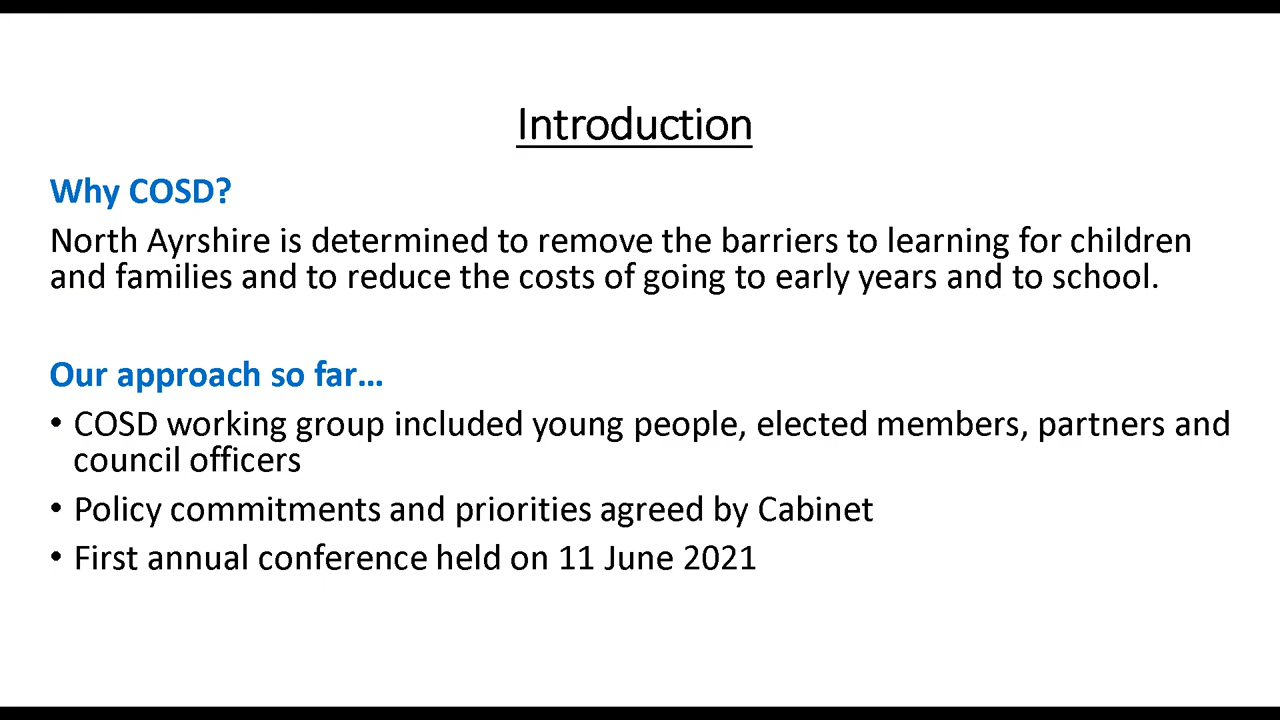 Introduction
Why COSD?
North Ayrshire is determined to remove the barriers to learning for children
and families and to reduce the costs of going to early years and to school.
Our approach so far…
• COSD working group included young people, elected members, partners and
council officers
• Policy commitments and priorities agreed by Cabinet
• First annual conference held on 11 June 2021